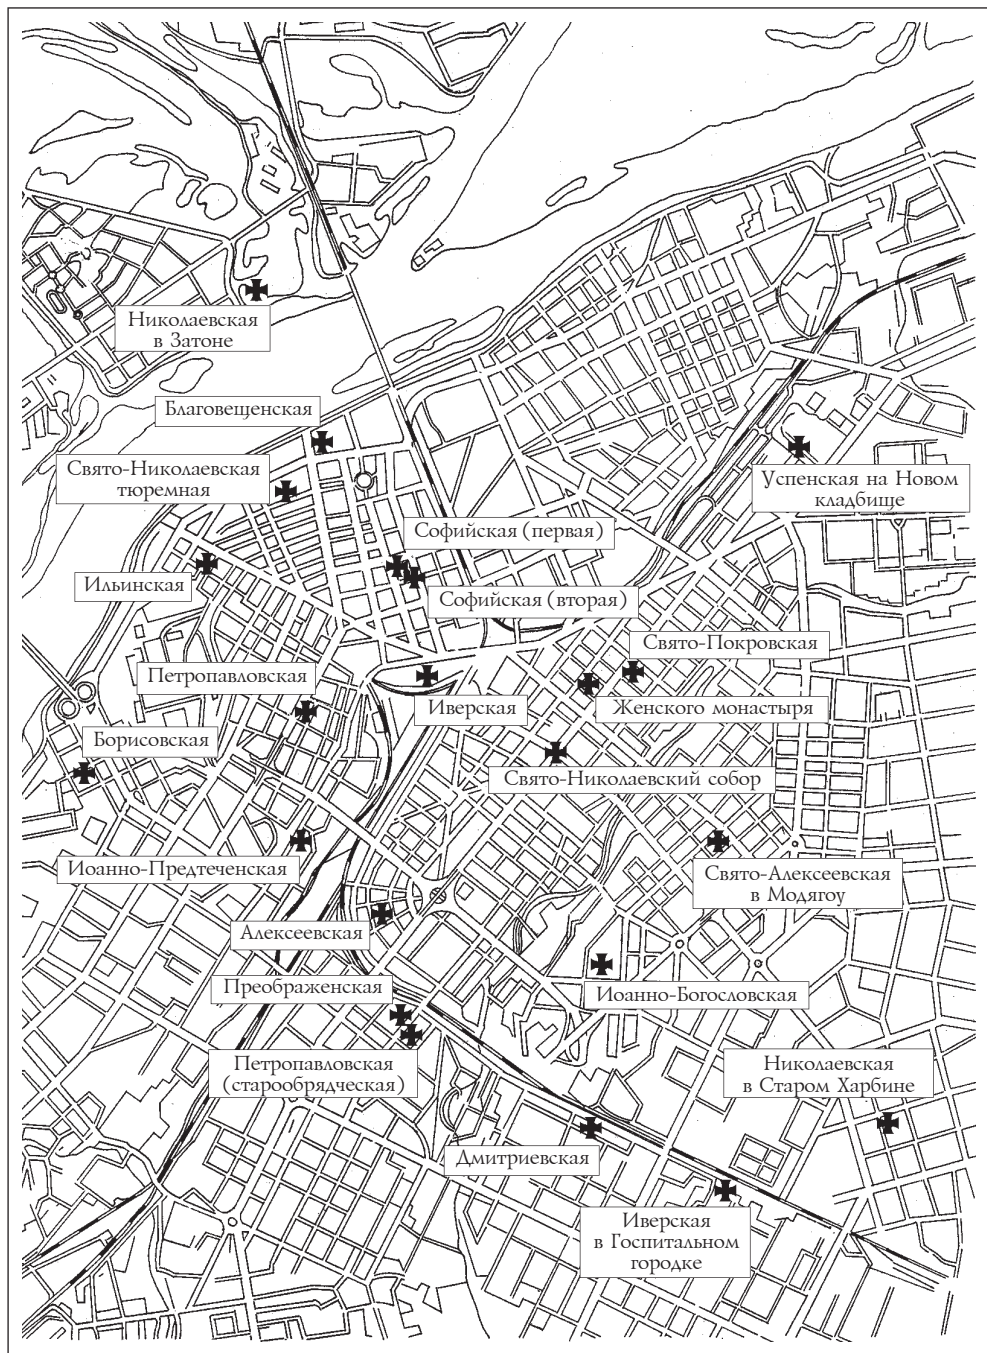 Николаевская
в Затоне
Благовещенская
Свято-Николаевская
тюремная
Успенская на Новом
кладбище
Софийская (первая)
Ильинская
Софийская (вторая)
Свято-Покровская
Петропавловская
Иверская
Женского монастыря
Борисовская
Свято-Николаевский собор
Иоанно-Предтеченская
Свято-Алексеевская
в Модягоу
Алексеевская
Преображенская
Иоанно-Богословская
Петропавловская
(старообрядческая)
Николаевская
в Старом Харбине
Дмитриевская
Иверская
в Госпитальном
городке